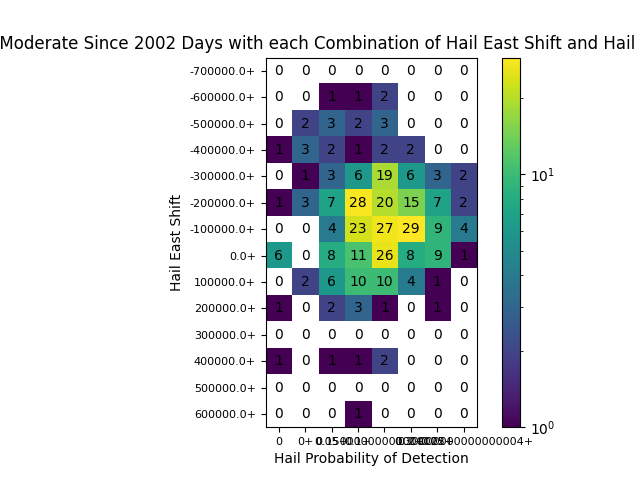 Moderate Since 2002 Days with each Combination of Hail East Shift and Hail
-700000.0+ 0 0 0 0 0 0 0 0
-600000.0+ 0 0 1 1 2 0 0 0
-500000.0+ 0 2 3 2 3 0 0 0
-400000.0+ 1 3 2 1 2 2 0 0
-300000.0+ 0 1 3 6 19 6 3 2
-200000.0+ 1 3 7 28 20 15 7 2
-100000.0+ 0 0 4 23 27 29 9 4
0.0+ 6 0 8 11 26 8 9 1
100000.0+ 0 2 6 10 10 4 1 0
200000.0+ 1 0 2 3 1 0 1 0
300000.0+ 0 0 0 0 0 0 0 0
400000.0+ 1 0 1 1 2 0 0 0
500000.0+ 0 0 0 0 0 0 0 0
600000.0+ 0 0 0 1 0 0 0 0
0 0+
Hail Probability of Detection
Hail East Shift
10¹
10⁰